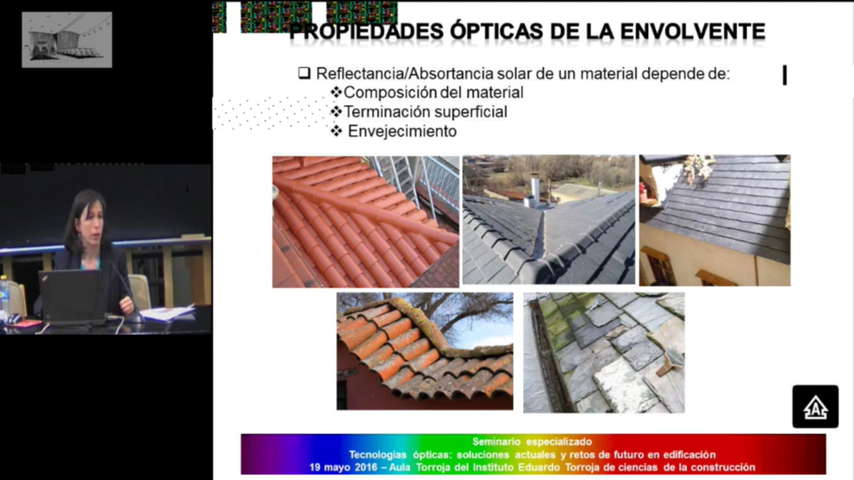 PROPIEDADES ÓPTICAS DE LA ENVOLVENTE
Reflectancia/Absortancia solar de un material depende de:
Composición del material
Terminación superficial
Envejecimiento
A
Seminario especializado
Tecnologías ópticas: soluciones actuales y retos de futuro en edificación
19 mayo 2016 – Aula Torroja del Instituto Eduardo Torroja de ciencias de la construcción